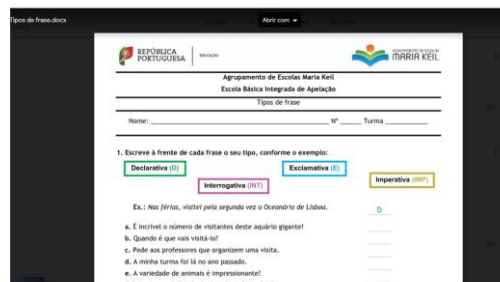 Tipos de frase.docx
Abrir com
REPÚBLICA
PORTUGUESA
EDUCAÇÃO
AGRUPAMENTO DE ESCOLAS
MARIA KEIL
Agrupamento de Escolas Maria Keil
Escola Básica Integrada de Apelação
Tipos de frase
Nome: Nº Turma
1. Escreve à frente de cada frase o seu tipo, conforme o exemplo:
Declarativa (D) Exclamativa (E)
Interrogativa (INT) Imperativa (IMP)
Ex.: Nas férias, visitei pela segunda vez o Oceanário de Lisboa. D
a. É incrível o número de visitantes deste aquário gigante!
b. Quando é que vais visitá-lo?
c. Pede aos professores que organizem uma visita.
d. A minha turma foi lá no ano passado.
e. A variedade de animais é impressionante!